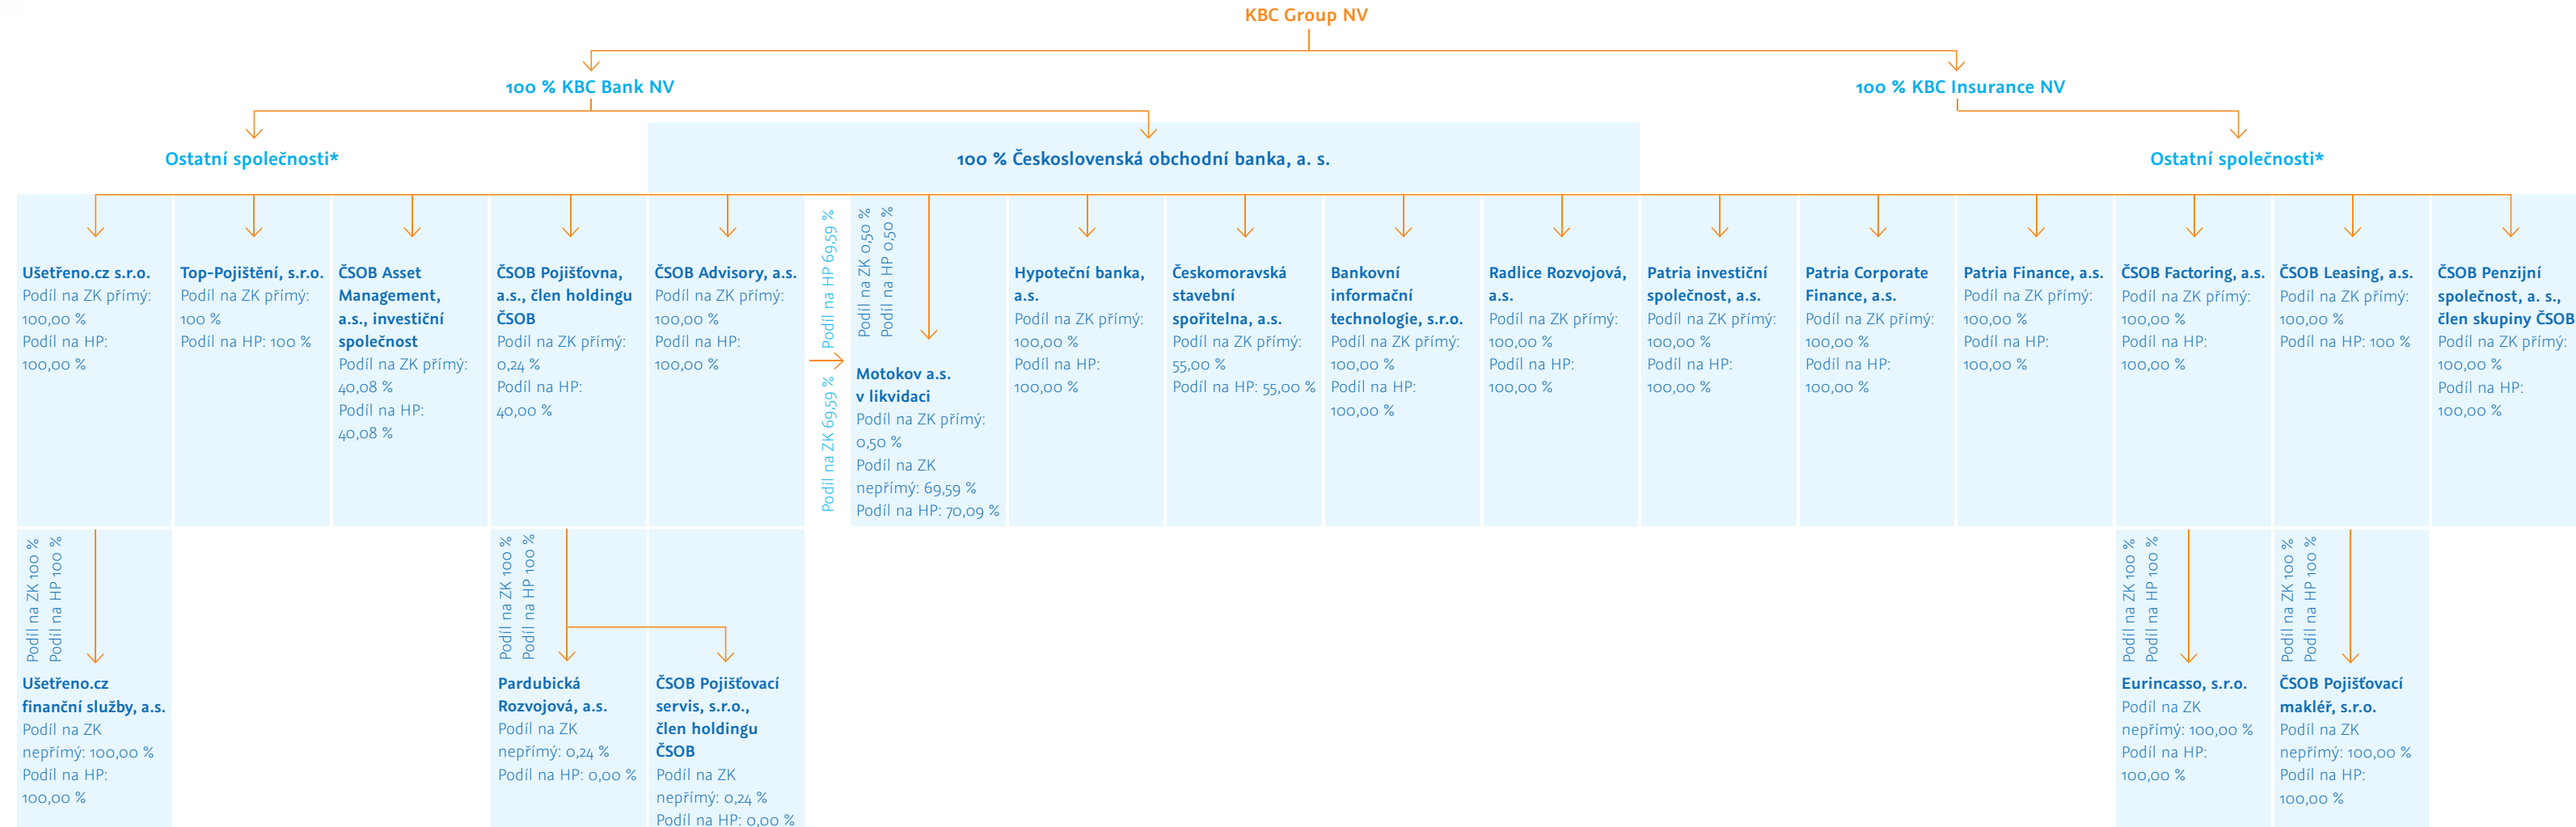 KBC Group NV
100 % KBC Bank NV
100 % KBC Insurance NV
Ostatní společnosti*
100 % Československá obchodní banka, a. s.
Ostatní společnosti*
Ušetřeno.cz s.r.o.
Podíl na ZK přímý:
100,00 %
Podíl na HP:
100,00 %
Top-Pojištění, s.r.o.
Podíl na ZK přímý:
100 %
Podíl na HP: 100 %
ČSOB Asset
Management,
a.s., investiční
společnost
Podíl na ZK přímý:
40,08 %
Podíl na HP:
40,08 %
ČSOB Pojišťovna,
a.s., člen holdingu
ČSOB
Podíl na ZK přímý:
0,24 %
Podíl na HP:
40,00 %
ČSOB Advisory, a.s.
Podíl na ZK přímý:
100,00 %
Podíl na HP:
100,00 %
Podíl na ZK 69,59 %
Podíl na HP 69,59 %
Podíl na ZK 0,50 %
Podíl na HP 0,50 %
Motokov a.s.
v likvidaci
Podíl na ZK přímý:
0,50 %
Podíl na ZK
nepřímý: 69,59 %
Podíl na HP: 70,09 %
Hypoteční banka,
a.s.
Podíl na ZK přímý:
100,00 %
Podíl na HP:
100,00 %
Českomoravská
stavební
spořitelna, a.s.
Podíl na ZK přímý:
55,00 %
Podíl na HP: 55,00 %
Bankovní
informační
technologie, s.r.o.
Podíl na ZK přímý:
100,00 %
Podíl na HP:
100,00 %
Radlice Rozvojová,
a.s.
Podíl na ZK přímý:
100,00 %
Podíl na HP:
100,00 %
Patria investiční
společnost, a.s.
Podíl na ZK přímý:
100,00 %
Podíl na HP:
100,00 %
Patria Corporate
Finance, a.s.
Podíl na ZK přímý:
100,00 %
Podíl na HP:
100,00 %
Patria Finance, a.s.
Podíl na ZK přímý:
100,00 %
Podíl na HP:
100,00 %
ČSOB Factoring, a.s.
Podíl na ZK přímý:
100,00 %
Podíl na HP:
100,00 %
ČSOB Leasing, a.s.
Podíl na ZK přímý:
100,00 %
Podíl na HP: 100 %
ČSOB Penzijní
společnost, a. s.,
člen skupiny ČSOB
Podíl na ZK přímý:
100,00 %
Podíl na HP:
100,00 %
Podíl na ZK 100 %
Podíl na HP 100 %
Ušetřeno.cz
finanční služby, a.s.
Podíl na ZK
nepřímý: 100,00 %
Podíl na HP:
100,00 %
Podíl na ZK 100 %
Podíl na HP 100 %
Pardubická
Rozvojová, a.s.
Podíl na ZK
nepřímý: 0,24 %
Podíl na HP: 0,00 %
ČSOB Pojišťovací
servis, s.r.o.,
člen holdingu
ČSOB
Podíl na ZK
nepřímý: 0,24 %
Podíl na HP: 0,00 %
Podíl na ZK 100 %
Podíl na HP 100 %
Eurincasso, s.r.o.
Podíl na ZK
nepřímý: 100,00 %
Podíl na HP:
100,00 %
Podíl na ZK 100 %
Podíl na HP 100 %
ČSOB Pojišťovací
makléř, s.r.o.
Podíl na ZK
nepřímý: 100,00 %
Podíl na HP:
100,00 %